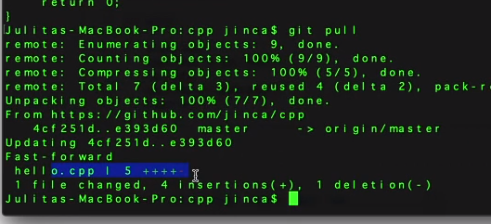 return 0;
}
Julitas-MacBook-Pro:cpp jinca$ git pull
remote: Enumerating objects: 9, done.
remote: Counting objects: 100% (9/9), done.
remote: Compressing objects: 100% (5/5), done.
remote: Total 7 (delta 3), reused 4 (delta 2), pack-r
Unpacking objects: 100% (7/7), done.
From https://github.com/jinca/cpp
4cf251d..e393d60 master -> origin/master
Updating 4cf251d..e393d60
Fast-forward
hello.cpp | 5 ++++-
1 file changed, 4 insertions(+), 1 deletion(-)
Julitas-MacBook-Pro:cpp jinca$